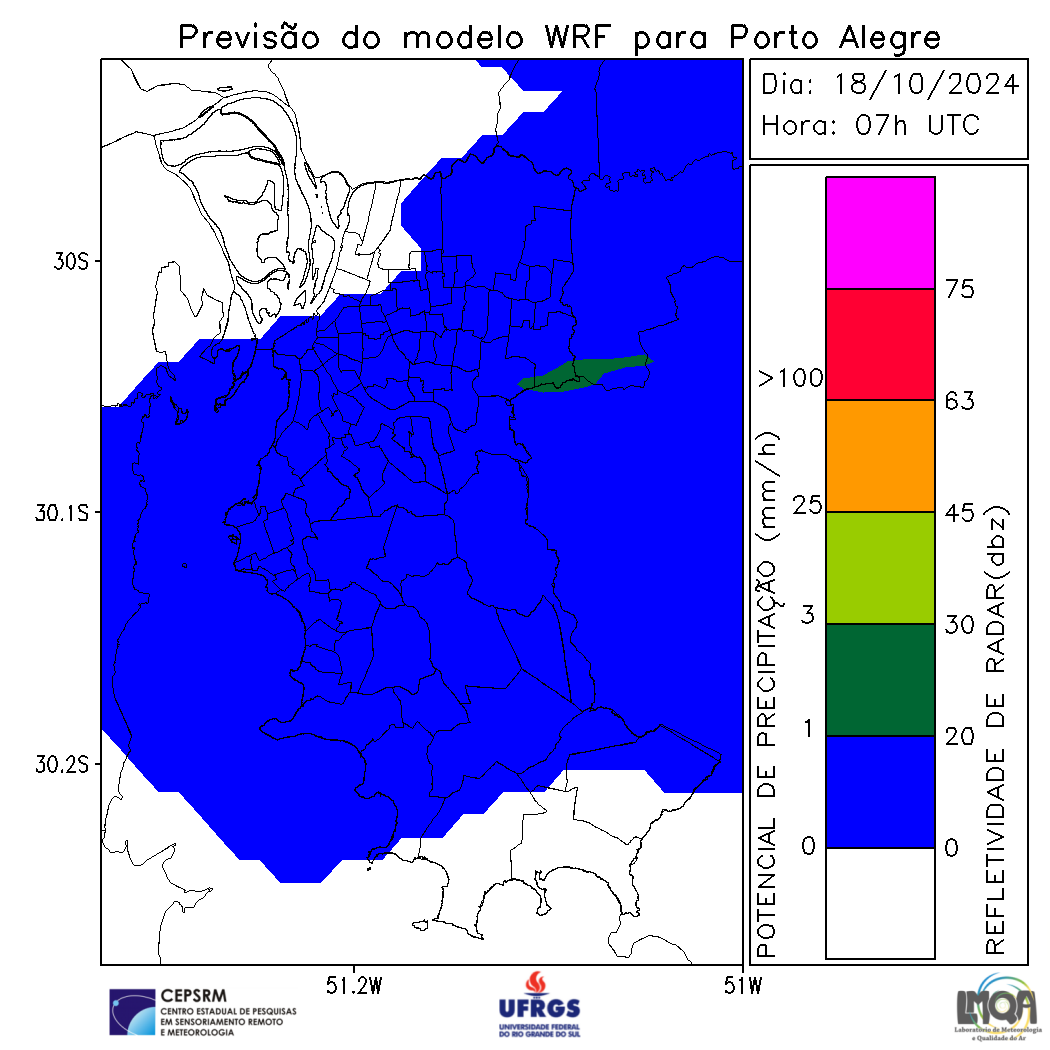 Previsão do modelo WRF para Porto Alegre
Dia: 18/10/2024
Hora: 07h UTC
30S
30.1S
30.2S
51.2W
51W
POTENCIAL DE PRECIPITAÇÃO (mm/h)
>100
25
3
1
0
75
63
45
30
20
0
REFLETIVIDADE DE RADAR(dbz)
CEPSRM
CENTRO ESTADUAL DE PESQUISAS
EM SENSORIAMENTO REMOTO
E METEOROLOGIA
UFRGS
UNIVERSIDADE FEDERAL
DO RIO GRANDE DO SUL
LMQA
Laboratório de Meteorologia
e Qualidade do Ar